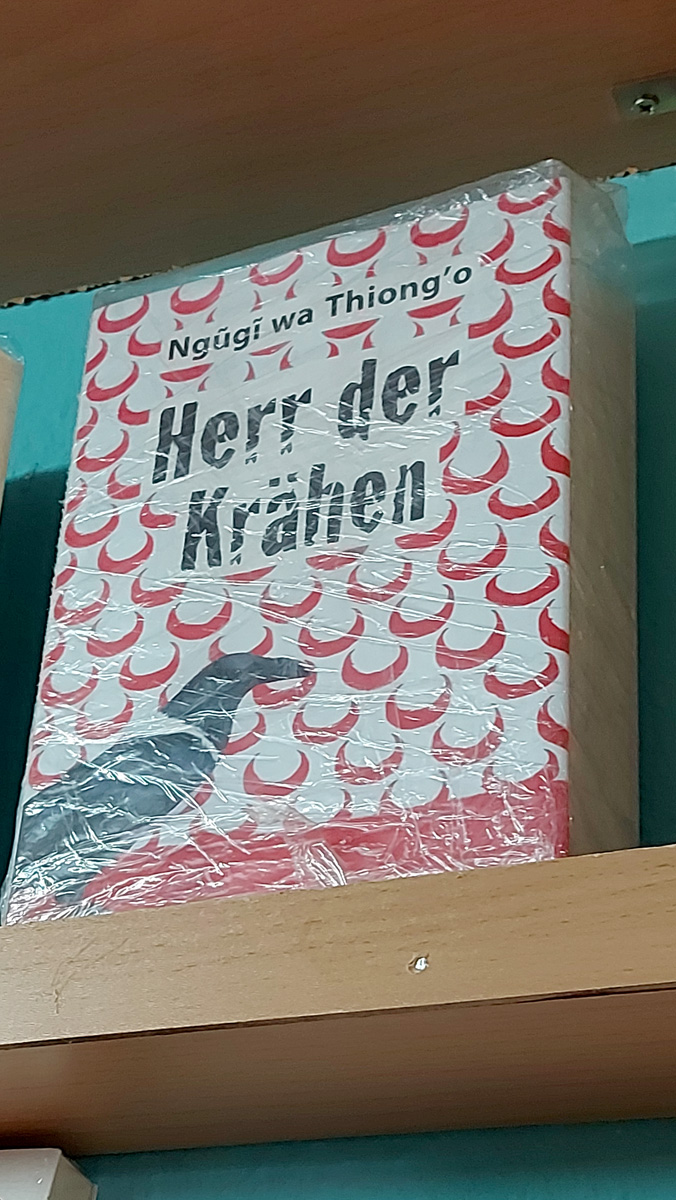 Ngũgĩ wa Thiong'o
Herr der
Krähen